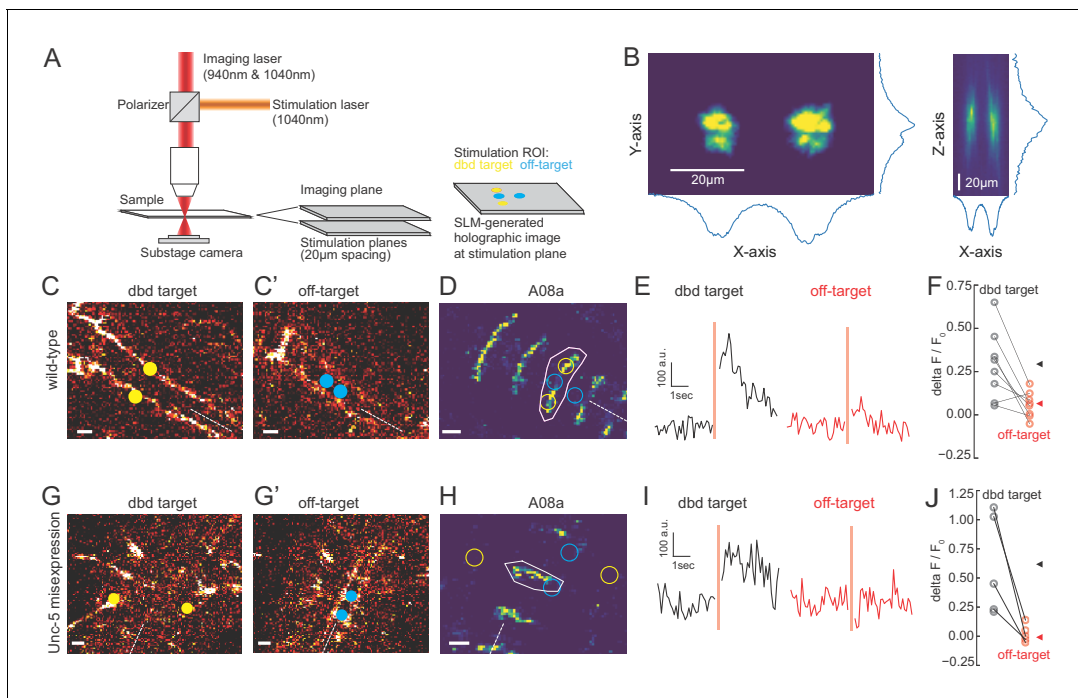 A
Imaging laser
(940nm & 1040nm)
Polarizer
Stimulation laser
(1040nm)
Sample
Substage camera
Imaging plane
Stimulation planes
(20µm spacing)
Stimulation ROI:
dbd target off-target
SLM-generated
holographic image
at stimulation plane
B
Y-axis
20µm
X-axis
Z-axis
20µm
X-axis
C
dbd target
C'
off-target
D
A08a
E
dbd target
off-target
100 a.u.
1sec
F
dbd target
0.75
0.50
0.25
0.00
−0.25
delta F / F0
off-target
wild-type
G
dbd target
G'
off-target
H
A08a
I
dbd target
off-target
100 a.u.
1sec
J
dbd target
1.25
1.00
0.75
0.50
0.25
0.00
−0.25
delta F / F0
off-target
Unc-5 misexpression